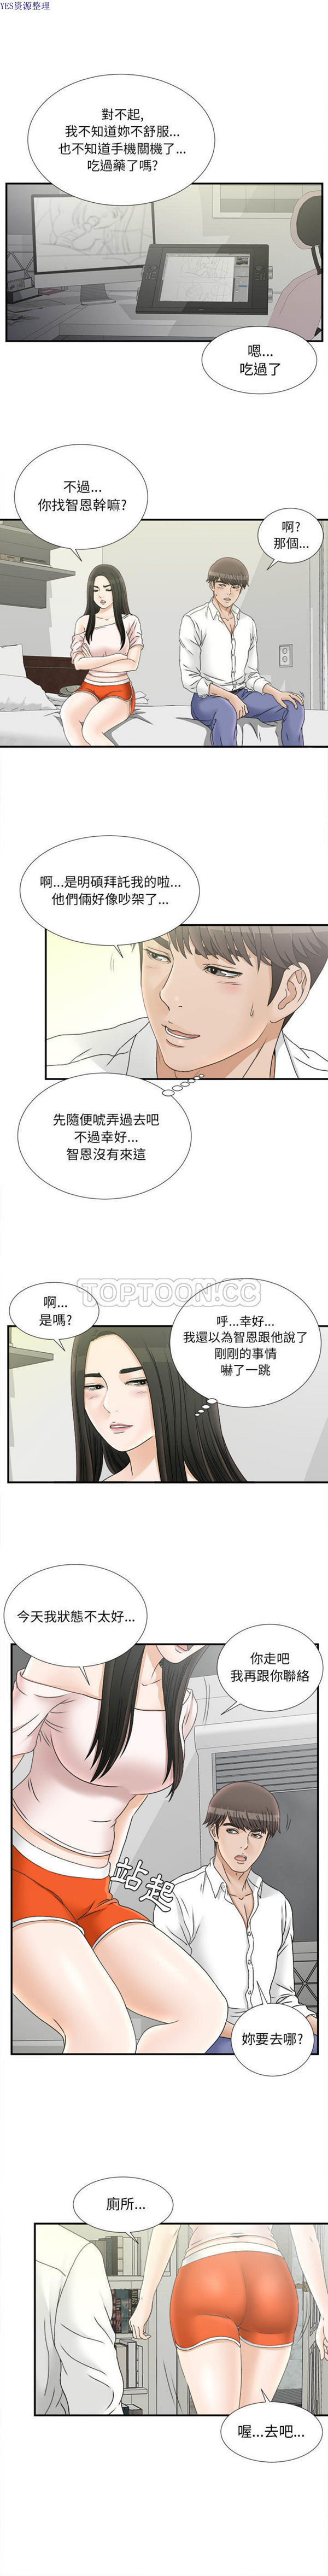 YES资源整理
對不起,
我不知道妳不舒服...
也不知道手機關機了...
吃過藥了嗎?
嗯...
吃過了
不過...
你找智恩幹嘛?
啊?
那個...
啊...是明碩拜託我的啦...
他們倆好像吵架了...
先隨便唬弄過去吧
不過幸好...
智恩沒有來這
TOPTOON.CC
啊...
是嗎?
呼...幸好...
我還以為智恩跟他說了
剛剛的事情
嚇了一跳
今天我狀態不太好...
你走吧
我再跟你聯絡
站起
妳要去哪?
廁所...
喔...去吧...